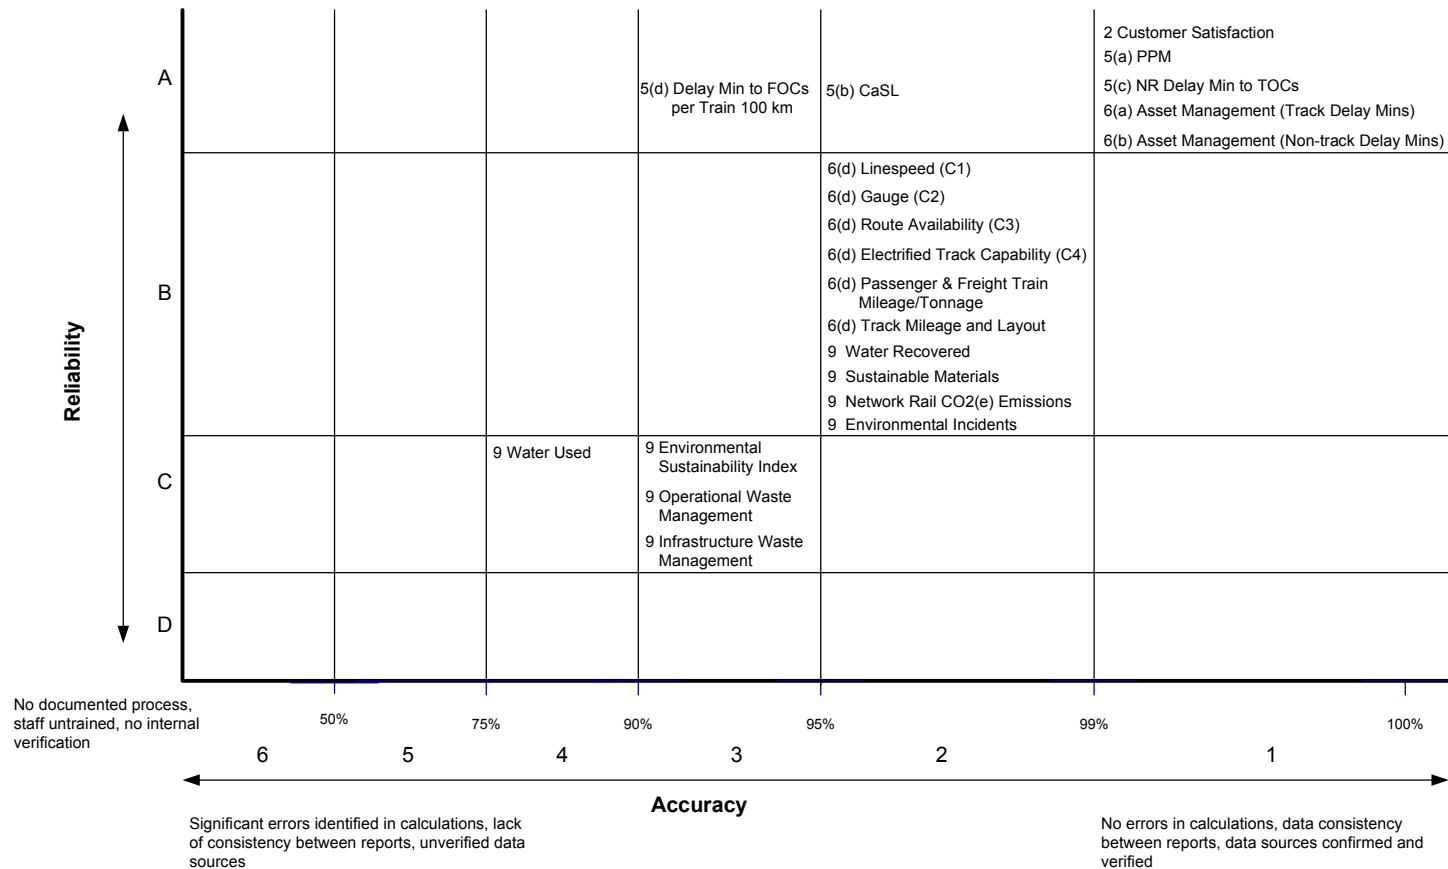 A
5(d) Delay Min to FOCs
per Train 100 km
5(b) CaSL
2 Customer Satisfaction
5(a) PPM
5(c) NR Delay Min to TOCs
6(a) Asset Management (Track Delay Mins)
6(b) Asset Management (Non-track Delay Mins)
Reliability
B
6(d) Linespeed (C1)
6(d) Gauge (C2)
6(d) Route Availability (C3)
6(d) Electrified Track Capability (C4)
6(d) Passenger & Freight Train
Mileage/Tonnage
6(d) Track Mileage and Layout
9 Water Recovered
9 Sustainable Materials
9 Network Rail CO2(e) Emissions
9 Environmental Incidents
C
9 Water Used
9 Environmental
Sustainability Index
9 Operational Waste
Management
9 Infrastructure Waste
Management
D
No documented process,
staff untrained, no internal
verification
50%
75%
90%
95%
99%
100%
6
5
4
3
2
1
Accuracy
Significant errors identified in calculations, lack
of consistency between reports, unverified data
sources
No errors in calculations, data consistency
between reports, data sources confirmed and
verified